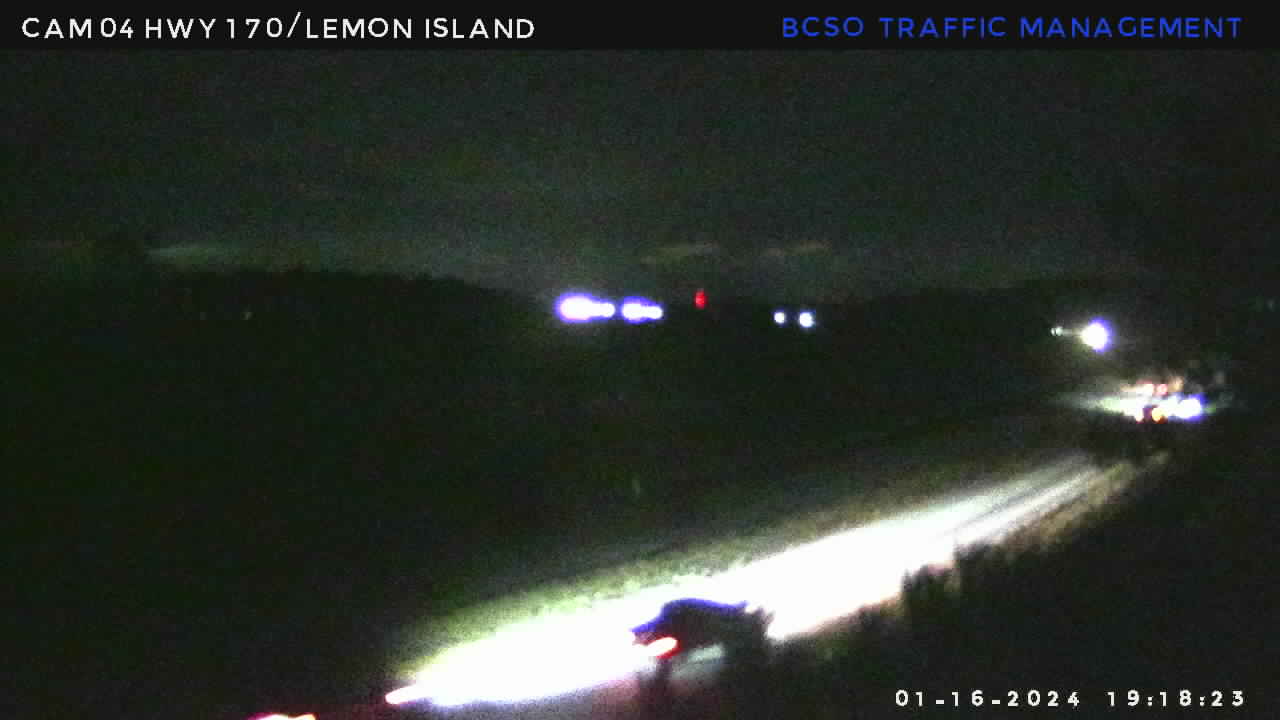 CAM04 HWY170/LEMON ISLAND
BCSO TRAFFIC MANAGEMENT
01-16-2024 19:18:23